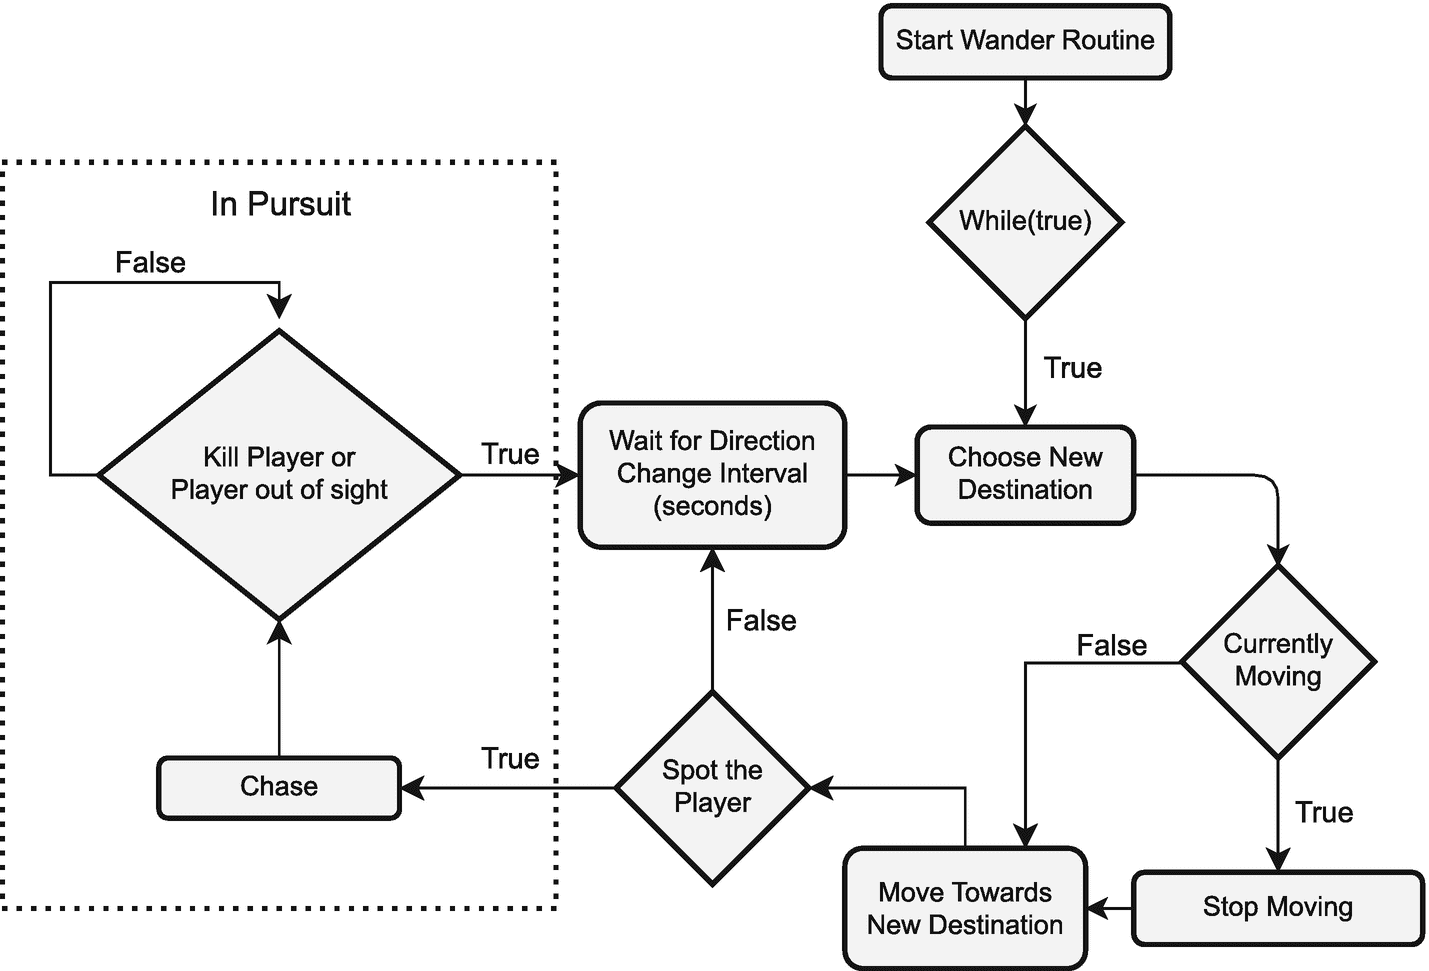 Start Wander Routine
While(true)
True
In Pursuit
False
Kill Player or
Player out of sight
True
Wait for Direction
Change Interval
(seconds)
Choose New
Destination
Currently
Moving
False
True
Stop Moving
Move Towards
New Destination
Spot the
Player
False
True
Chase